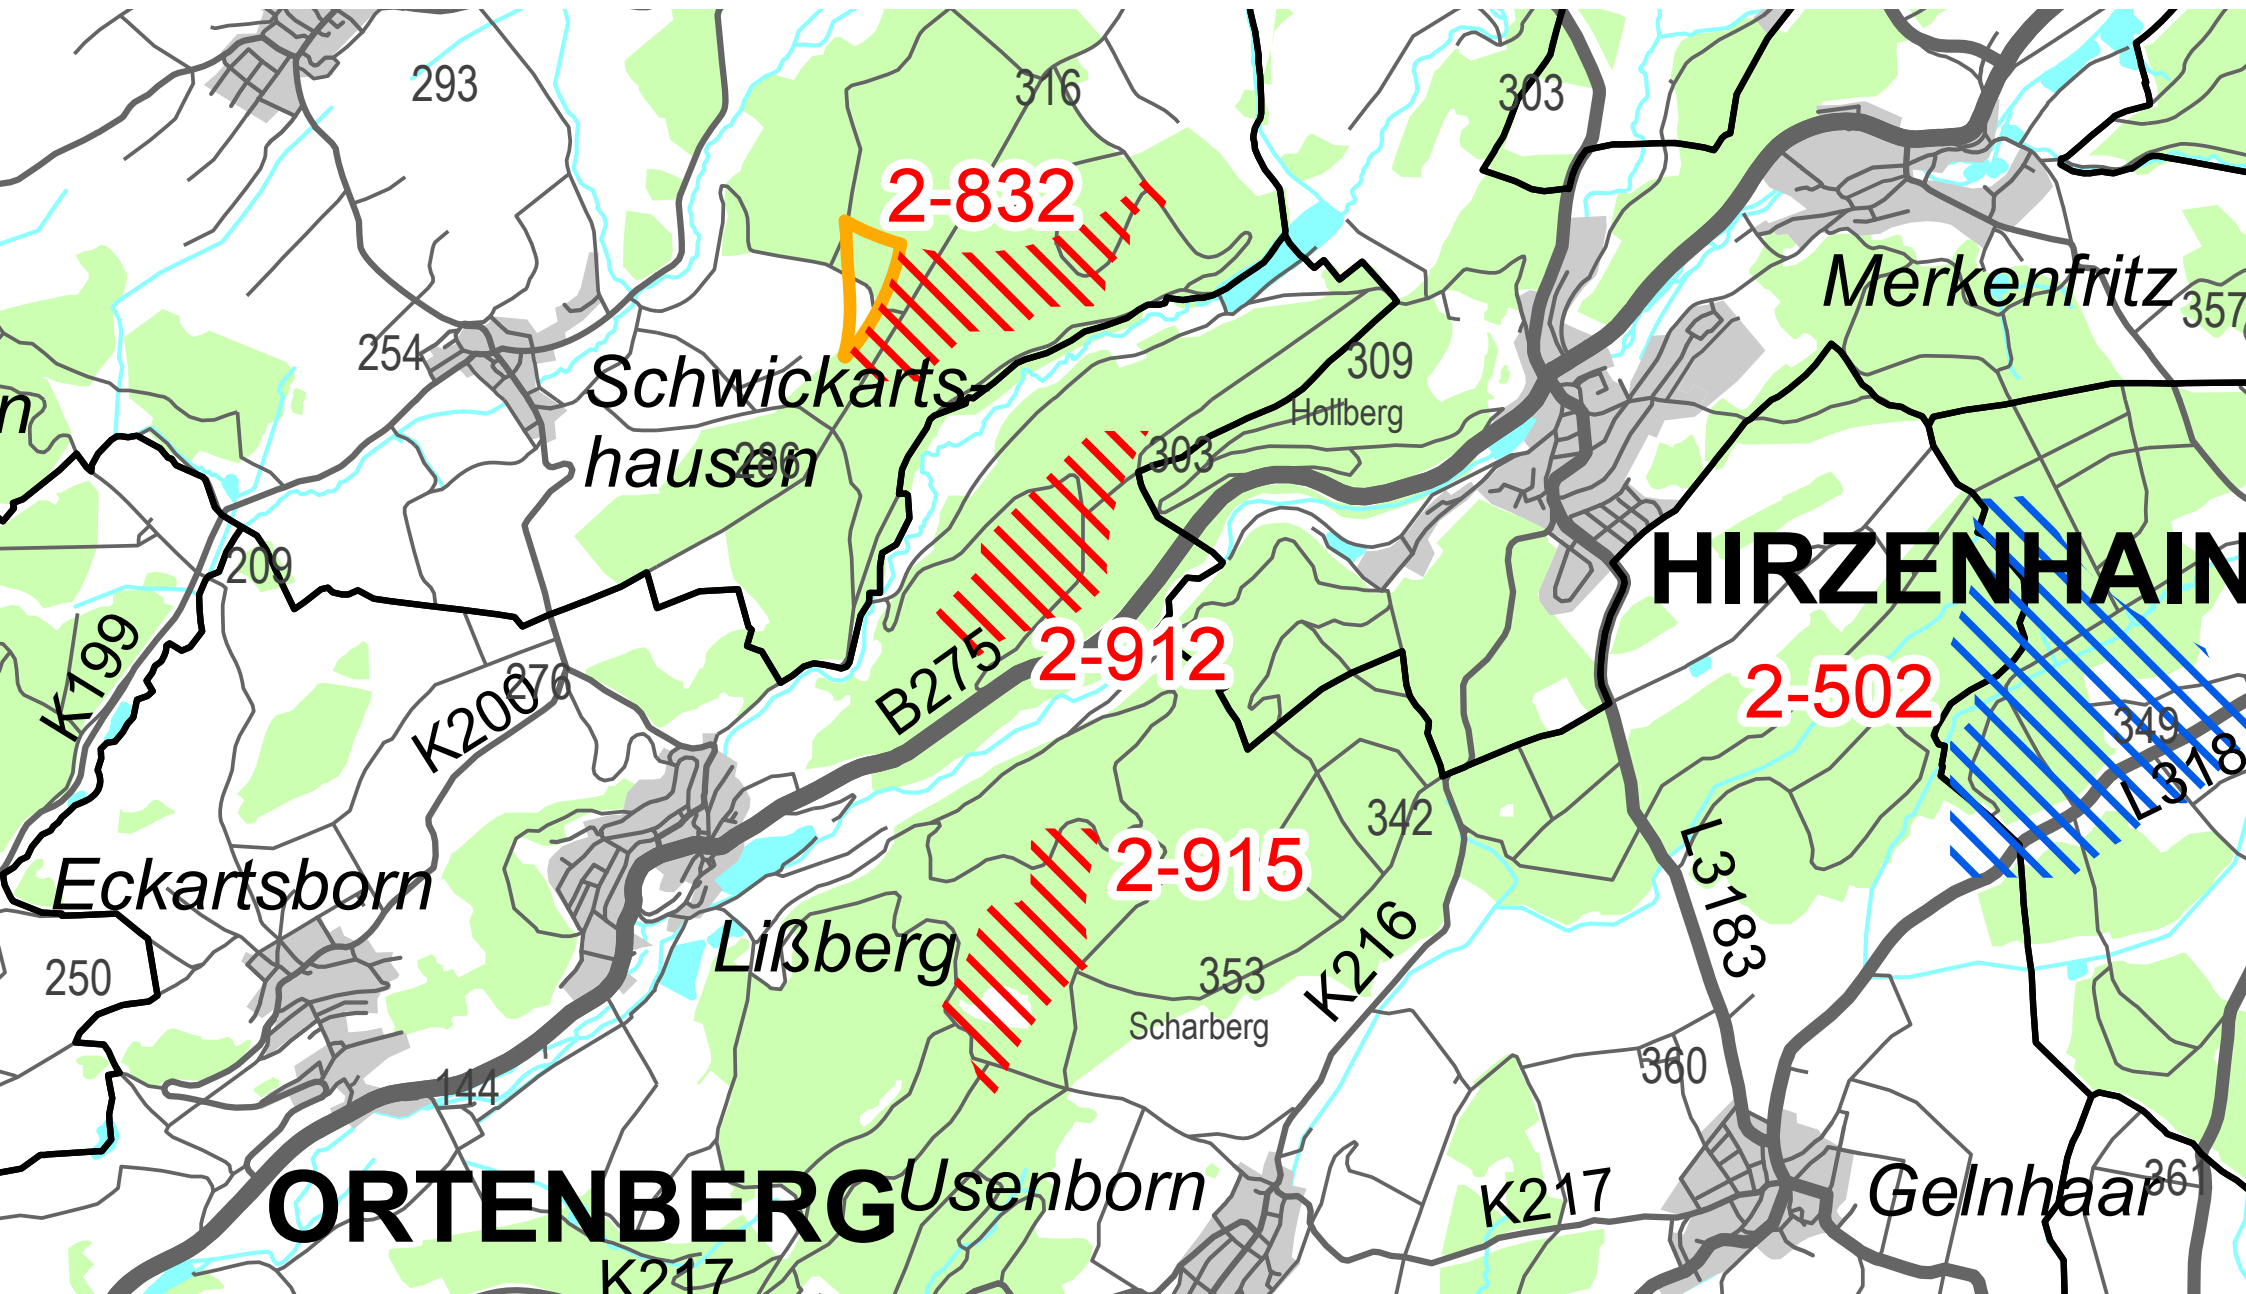 293
316
303
2-832
Merkenfritz
357
254
309
Schwickarts-
n
Hollberg
303
286
hausen
HIRZENHAIN
209
K199
2-912
B275
276
K206
2-502
349
L318
342
L3183
2-915
Eckartsborn
Lißberg
K216
250
353
Scharberg
360
144
361
ORTENBERG
Usenborn
K217
Gelnhaar
K217